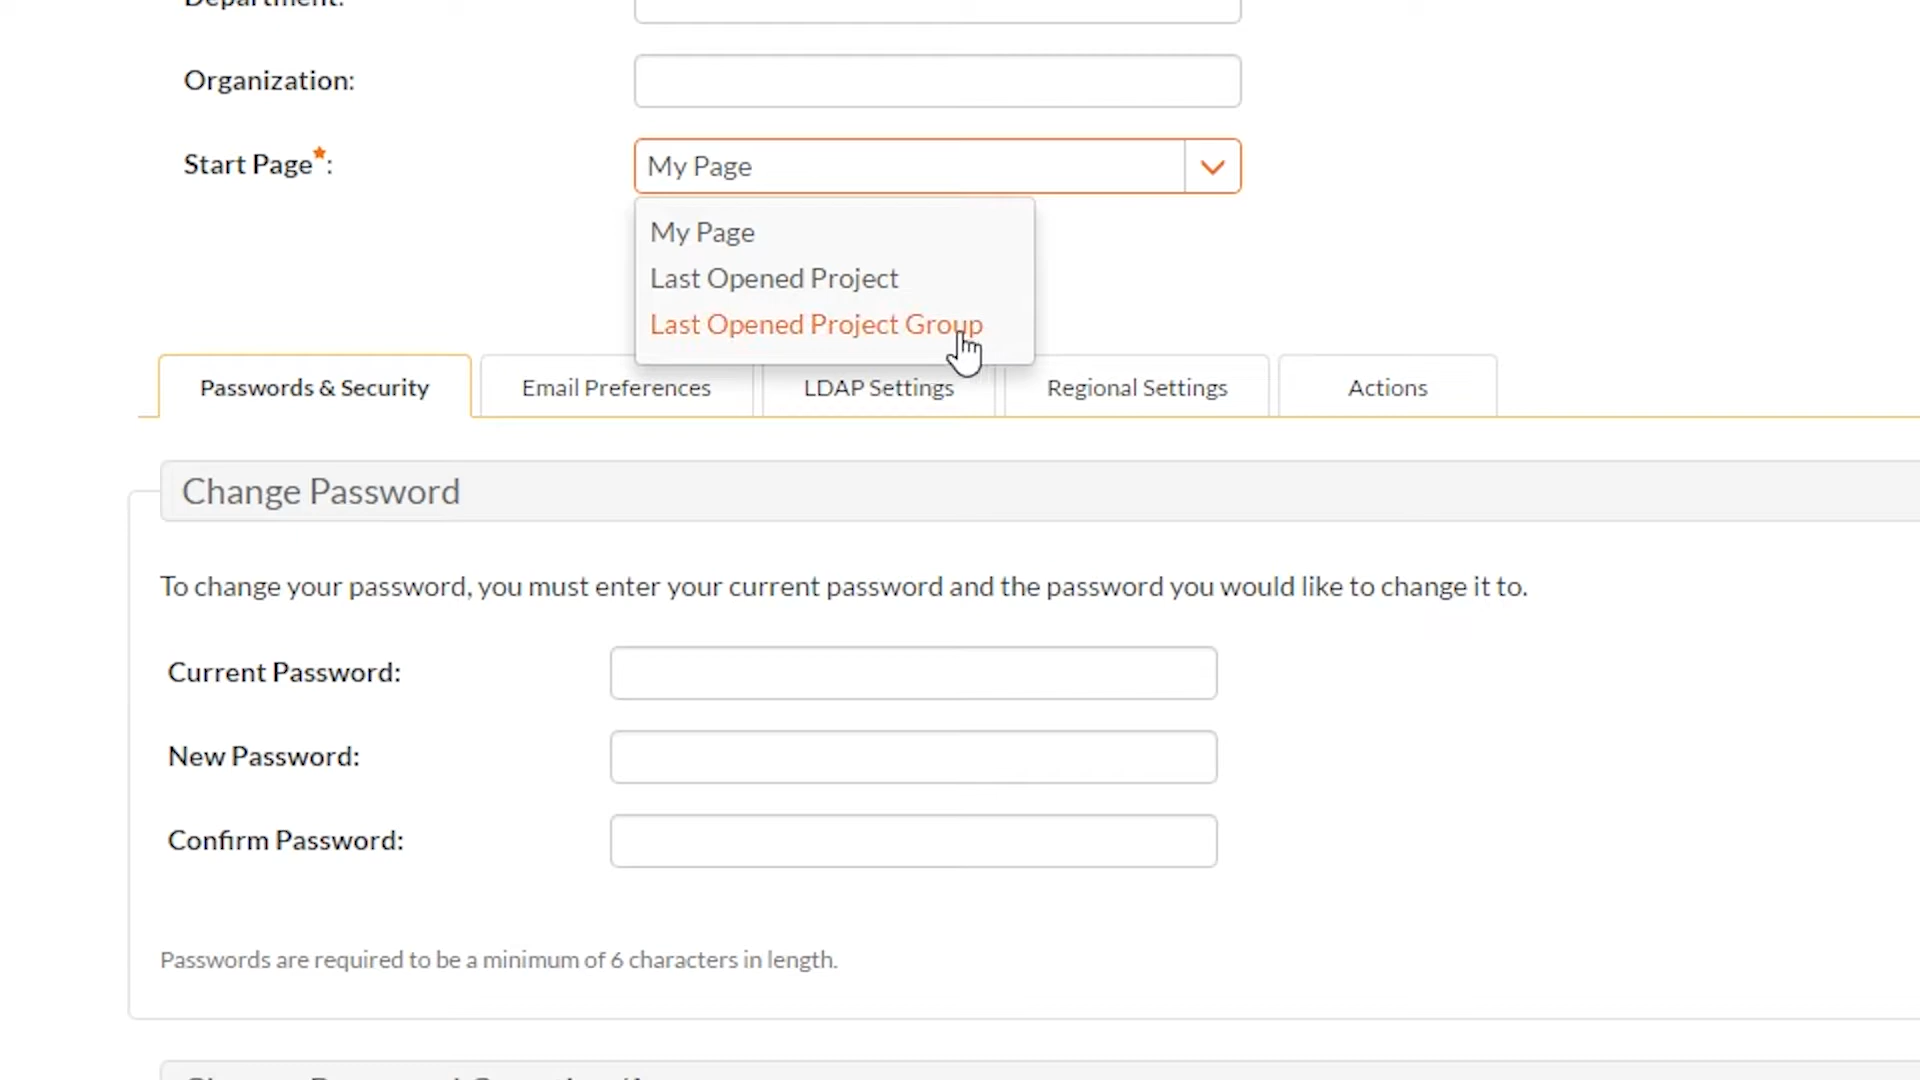 Department:
Organization:
Start Page*:
My Page
My Page
Last Opened Project
Last Opened Project Group
Passwords & Security
Email Preferences
LDAP Settings
Regional Settings
Actions
Change Password
To change your password, you must enter your current password and the password you would like to change it to.
Current Password:
New Password:
Confirm Password:
Passwords are required to be a minimum of 6 characters in length.